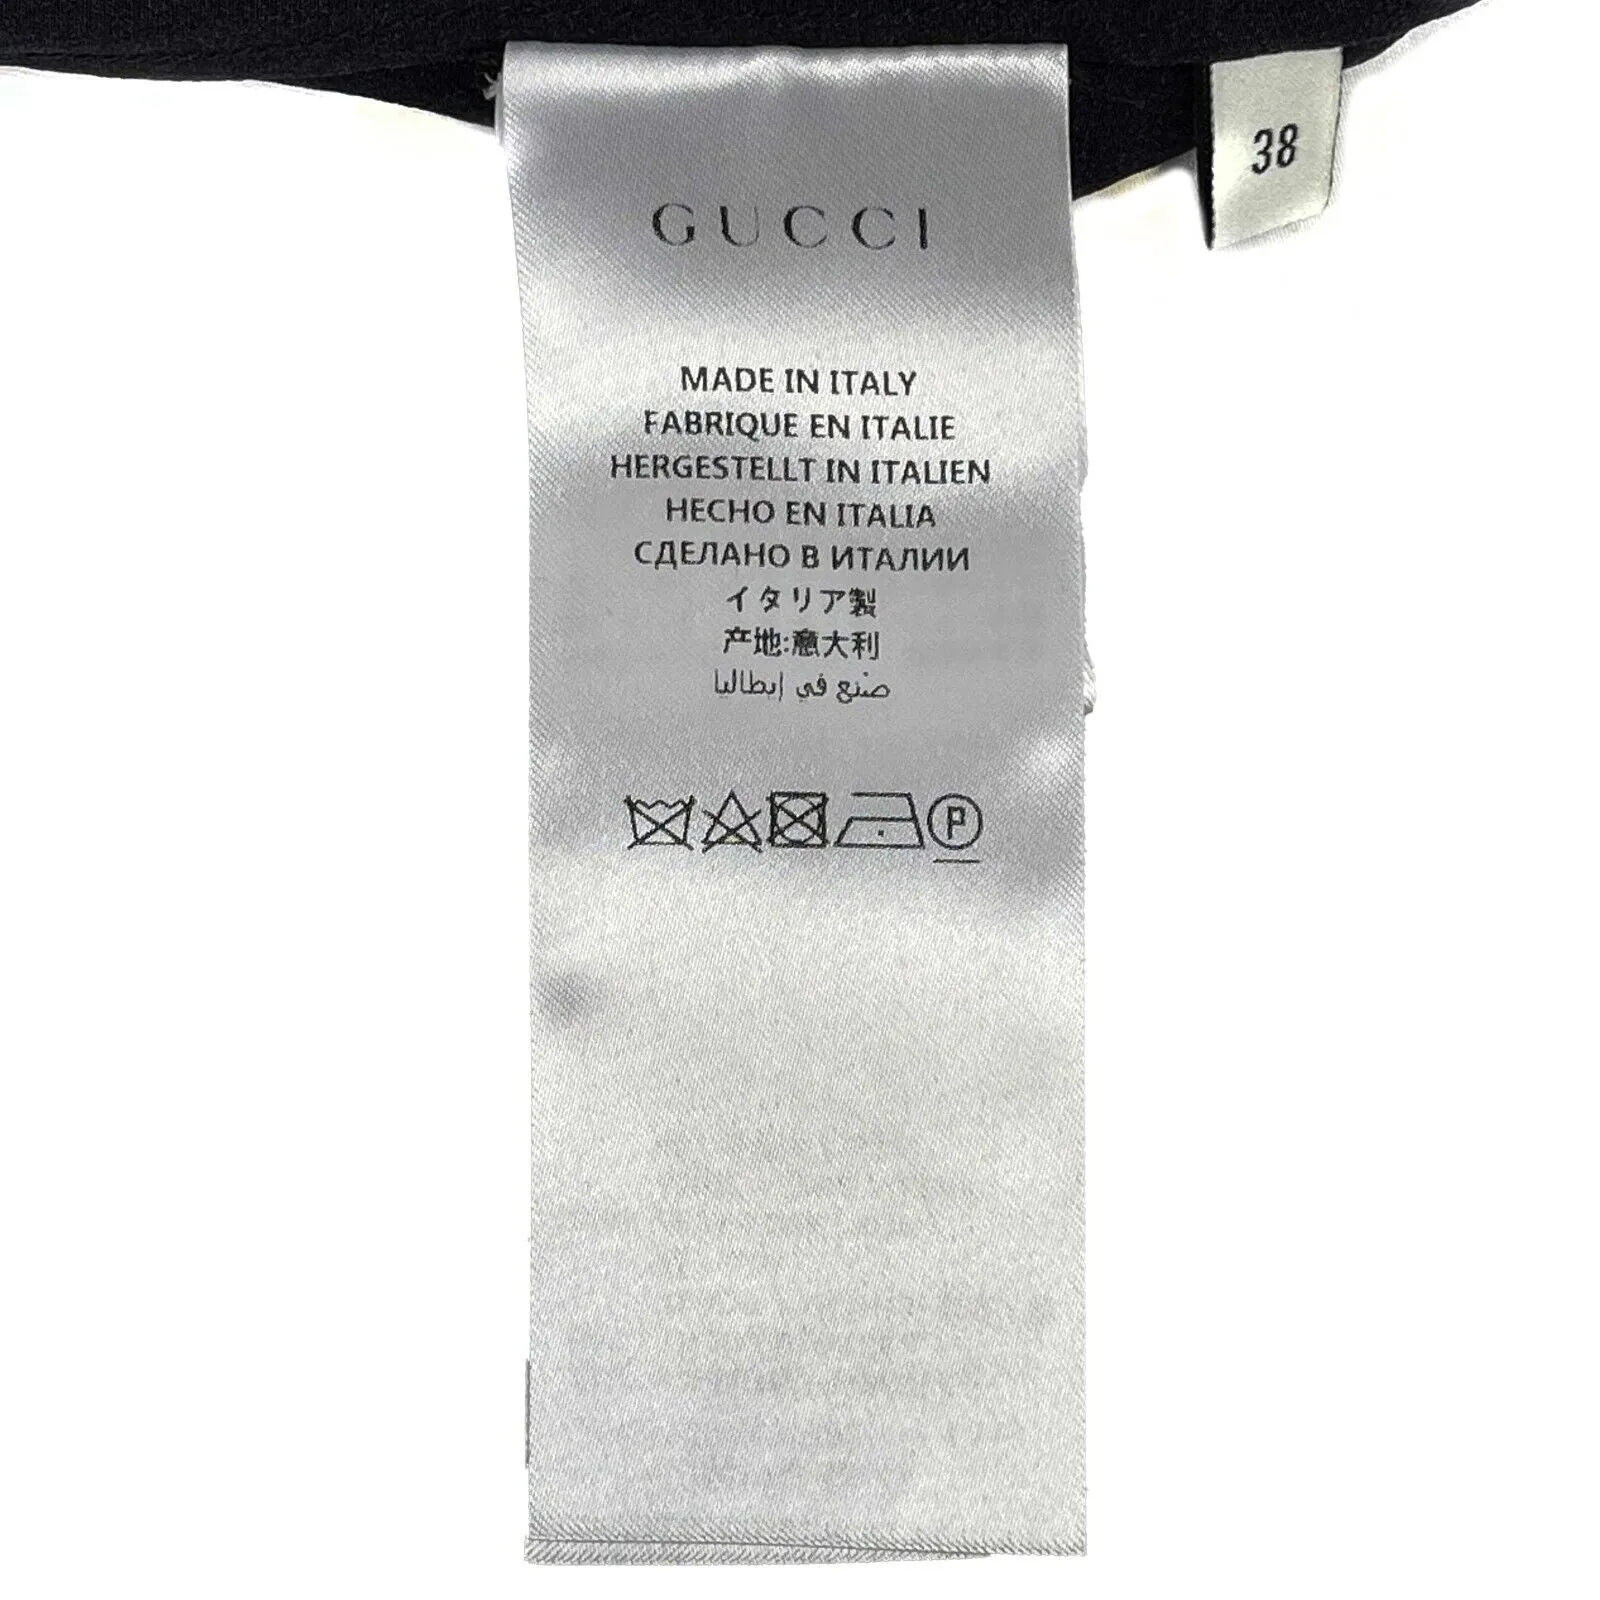 38
GUCCI
MADE IN ITALY
FABRIQUE EN ITALIE
HERGESTELLT IN ITALIEN
HECHO EN ITALIA
СДЕЛАНО В ИТАЛИИ
イタリア製
产地:意大利
صنع في إيطاليا
P